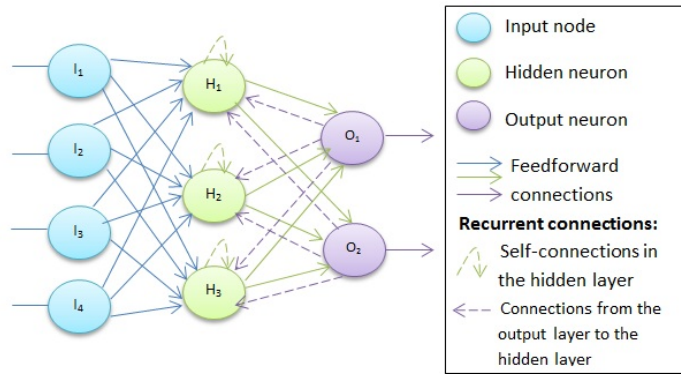 I1
I2
I3
I4
H1
H2
H3
O1
O2
Input node
Hidden neuron
Output neuron
Feedforward
connections
Recurrent connections:
Self-connections in
the hidden layer
Connections from the
output layer to the
hidden layer